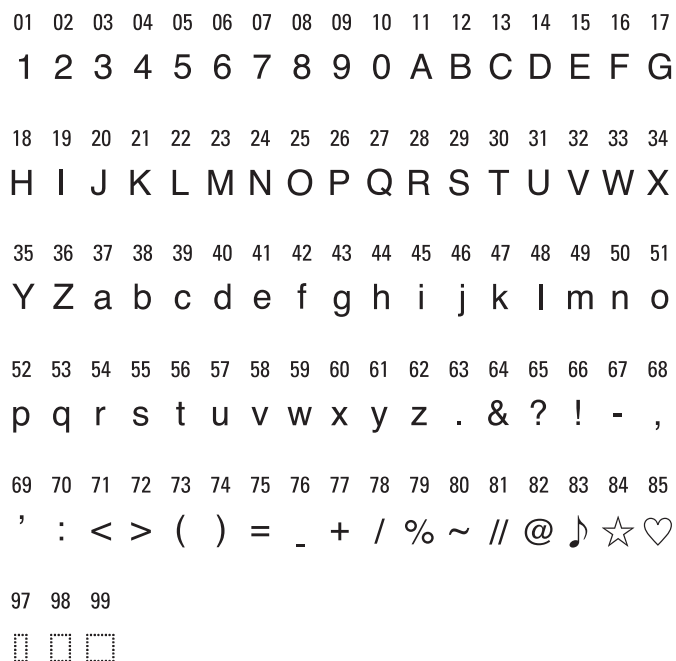 01 02 03 04 05 06 07 08 09 10 11 12 13 14 15 16 17
1 2 3 4 5 6 7 8 9 0 A B C D E F G
18 19 20 21 22 23 24 25 26 27 28 29 30 31 32 33 34
H I J K L M N O P Q R S T U V W X
35 36 37 38 39 40 41 42 43 44 45 46 47 48 49 50 51
Y Z a b c d e f g h i j k l m n o
52 53 54 55 56 57 58 59 60 61 62 63 64 65 66 67 68
p q r s t u v w x y z . & ? ! - ,
69 70 71 72 73 74 75 76 77 78 79 80 81 82 83 84 85
’ : < > ( ) = _ + / % ~ // @ ♪ ☆ ♡
97 98 99